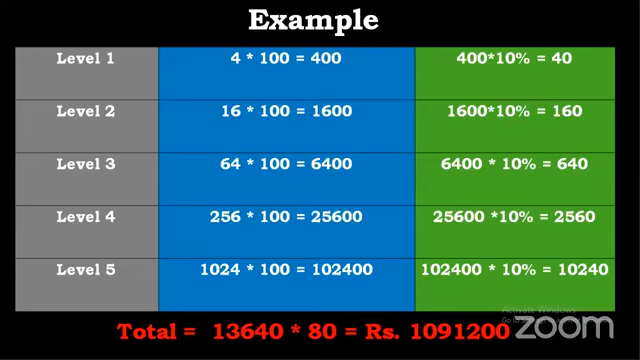 Example
Level 1 4 * 100 = 400 400*10% = 40
Level 2 16 * 100 = 1600 1600*10% = 160
Level 3 64 * 100 = 6400 6400 * 10% = 640
Level 4 256 * 100 = 25600 25600 *10% = 2560
Level 5 1024 * 100 = 102400 102400 * 10% = 10240
Activate Windows
zoom
Total = 13640 * 80 = Rs. 1091200